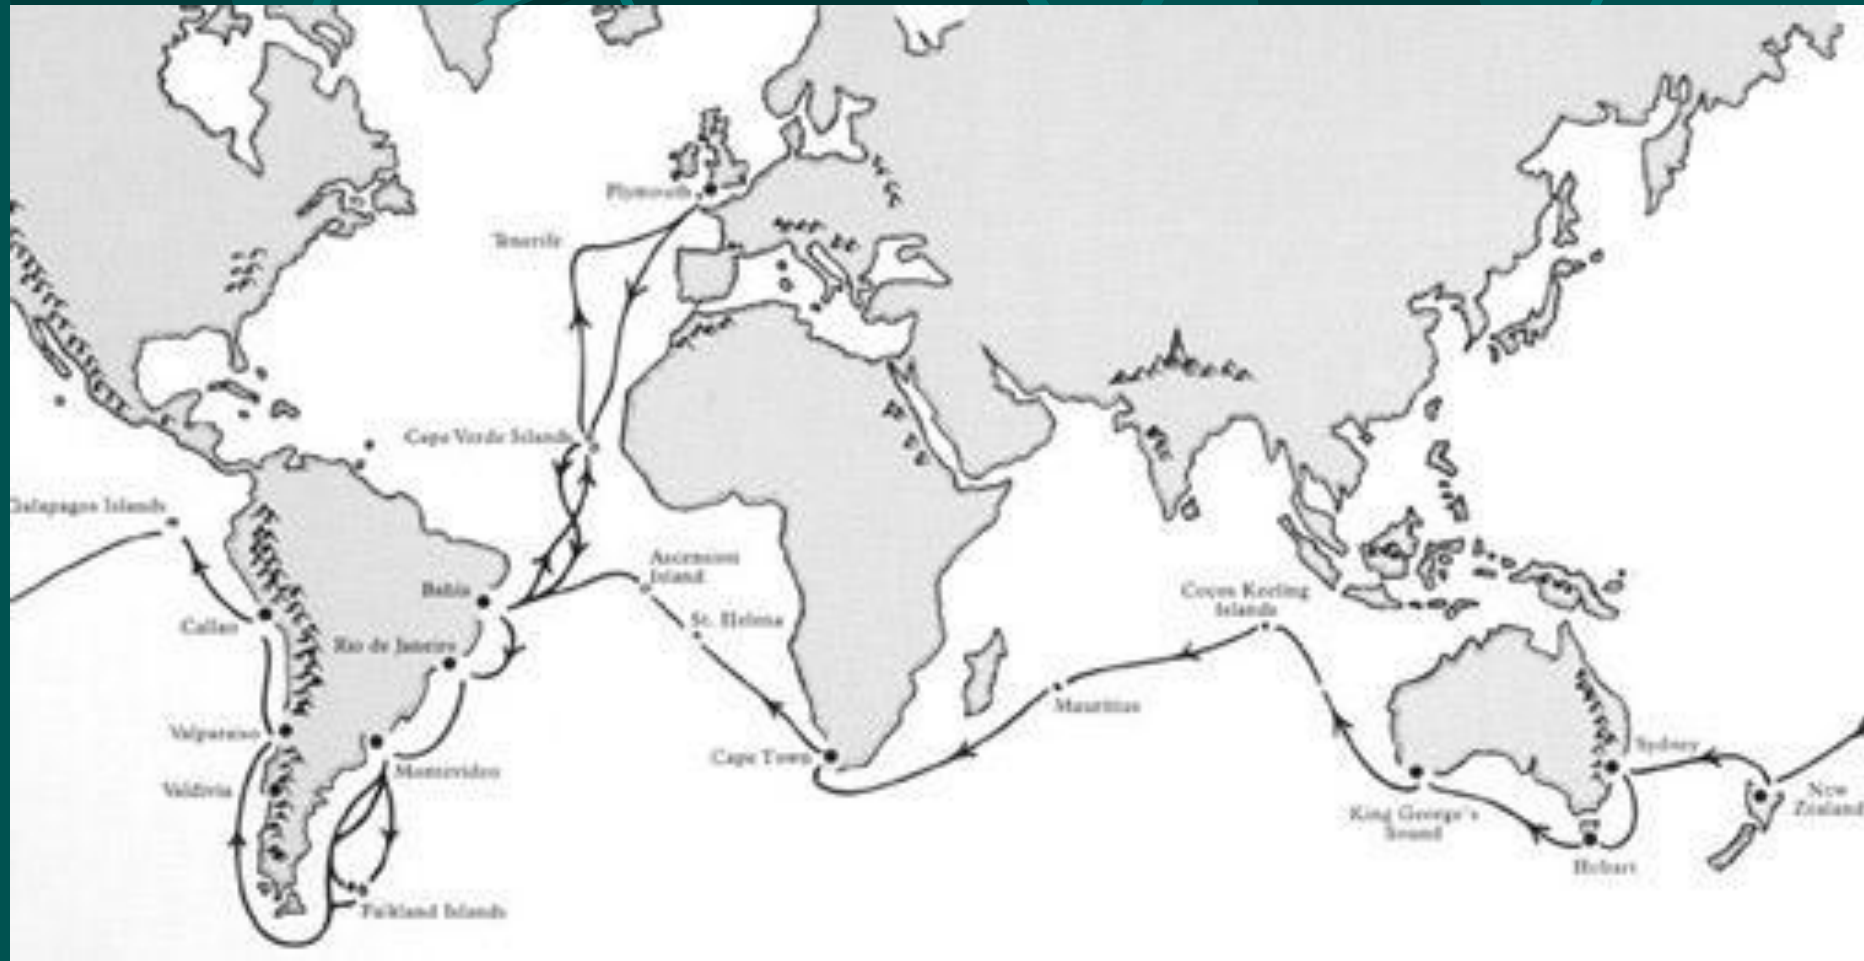 Plymouth
Tenerife
Cape Verde Islands
Galapagos Islands
Ascension
Island
Bahia
Cocos Keeling
Islands
St. Helena
Callao
Rio de Janeiro
Mauritius
Valparaiso
Sydney
Cape Town
Montevideo
Valdivia
New
Zealand
King George's
Sound
Hobart
Falkland Islands